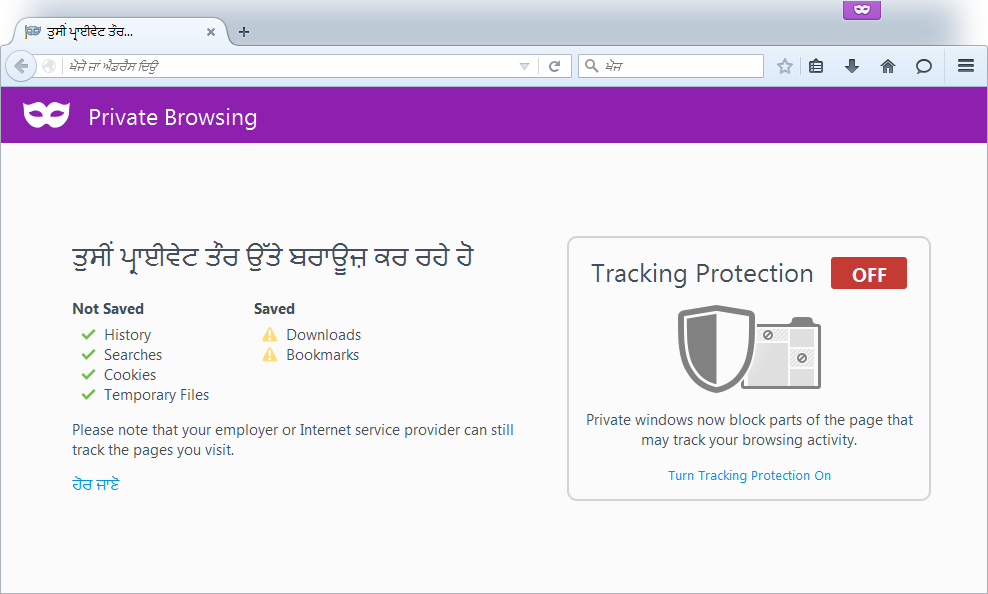 ਤੁਸੀਂ ਪ੍ਰਾਈਵੇਟ ਤੌਰ...
ਖੋਜੋ ਜਾਂ ਐਡਰੈਸ ਦਿਓ
ਖੋਜ
Private Browsing
ਤੁਸੀਂ ਪ੍ਰਾਈਵੇਟ ਤੌਰ ਉੱਤੇ ਬਰਾਊਜ਼ ਕਰ ਰਹੇ ਹੋ
Not Saved
History
Searches
Cookies
Temporary Files
Saved
Downloads
Bookmarks
Please note that your employer or Internet service provider can still
track the pages you visit.
ਹੋਰ ਜਾਣੋ
Tracking Protection OFF
Private windows now block parts of the page that
may track your browsing activity.
Turn Tracking Protection On